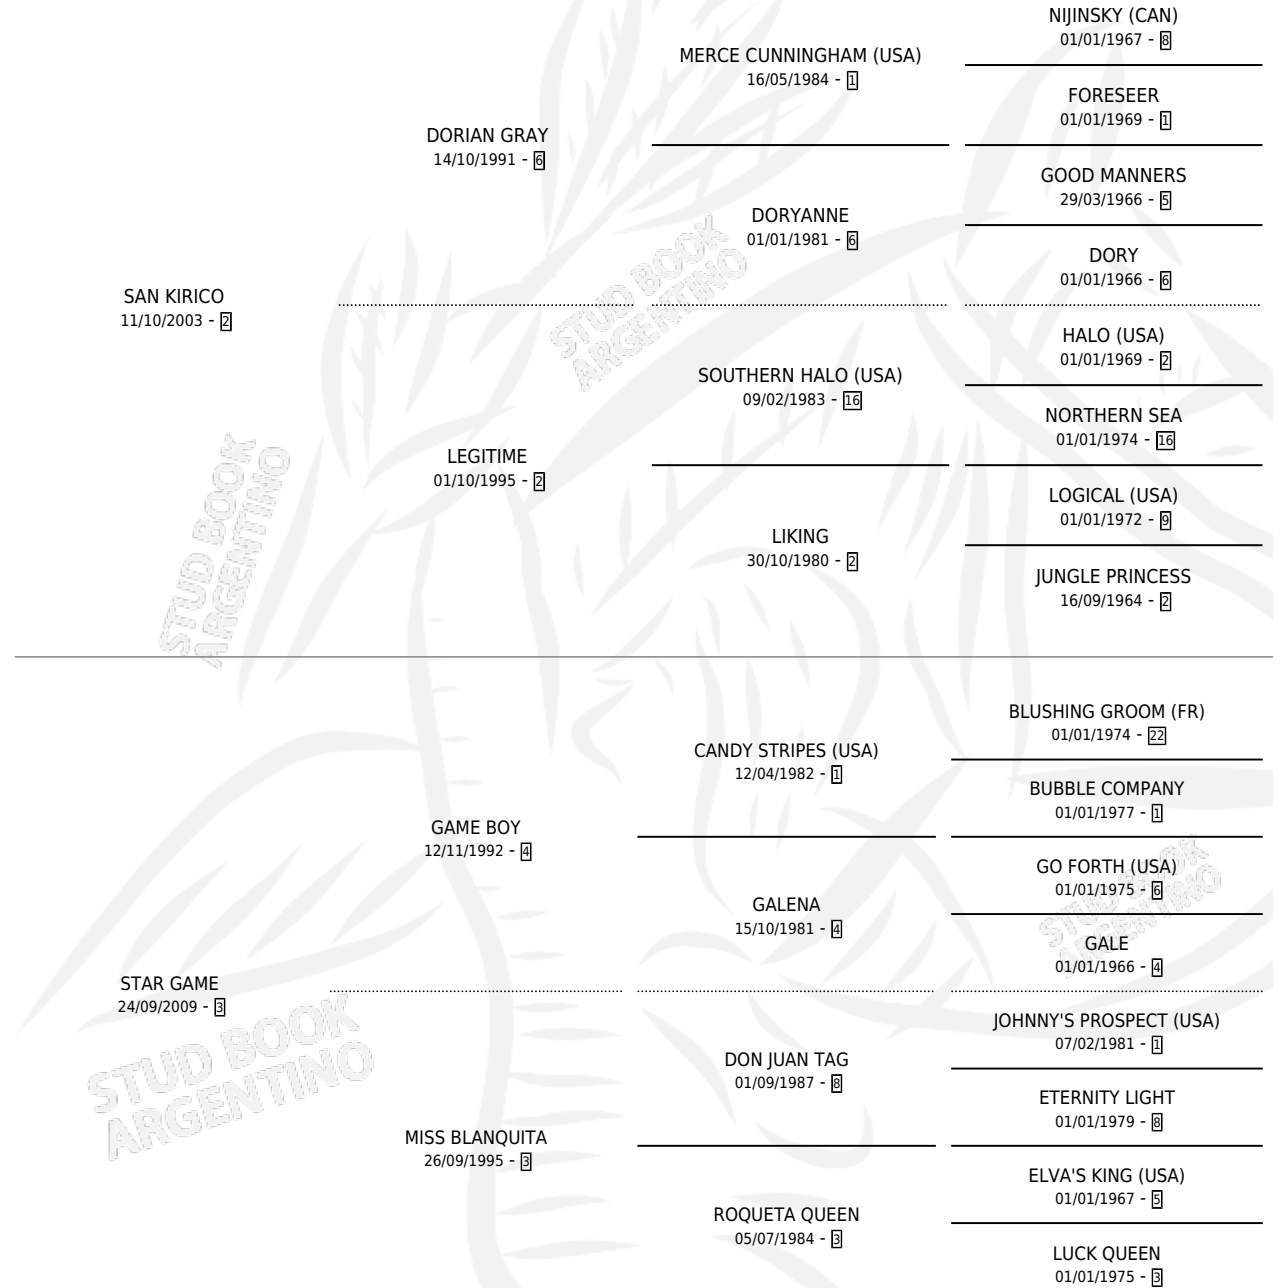 NIJINSKY (CAN)
01/01/1967 - 8
MERCE CUNNINGHAM (USA)
16/05/1984 - 1
FORESEER
01/01/1969 - 1
DORIAN GRAY
14/10/1991 - 6
GOOD MANNERS
29/03/1966 - 5
DORYANNE
01/01/1981 - 6
DORY
01/01/1966 - 6
SAN KIRICO
11/10/2003 - 2
STUD BOOK
ARGENTINO
HALO (USA)
01/01/1969 - 2
SOUTHERN HALO (USA)
09/02/1983 - 16
NORTHERN SEA
01/01/1974 - 16
LEGITIME
01/10/1995 - 2
LOGICAL (USA)
01/01/1972 - 9
LIKING
30/10/1980 - 2
JUNGLE PRINCESS
16/09/1964 - 2
STUD BOOK
ARGENTINO
BLUSHING GROOM (FR)
01/01/1974 - 22
CANDY STRIPES (USA)
12/04/1982 - 1
BUBBLE COMPANY
01/01/1977 - 1
GAME BOY
12/11/1992 - 4
GO FORTH (USA)
01/01/1975 - 6
GALENA
15/10/1981 - 4
GALE
01/01/1966 - 4
STUD BOOK
ARGENTINO
STAR GAME
24/09/2009 - 3
JOHNNY'S PROSPECT (USA)
07/02/1981 - 1
DON JUAN TAG
01/09/1987 - 8
ETERNITY LIGHT
01/01/1979 - 8
STUD BOOK
ARGENTINO
MISS BLANQUITA
26/09/1995 - 3
ELVA'S KING (USA)
01/01/1967 - 5
ROQUETA QUEEN
05/07/1984 - 3
LUCK QUEEN
01/01/1975 - 3